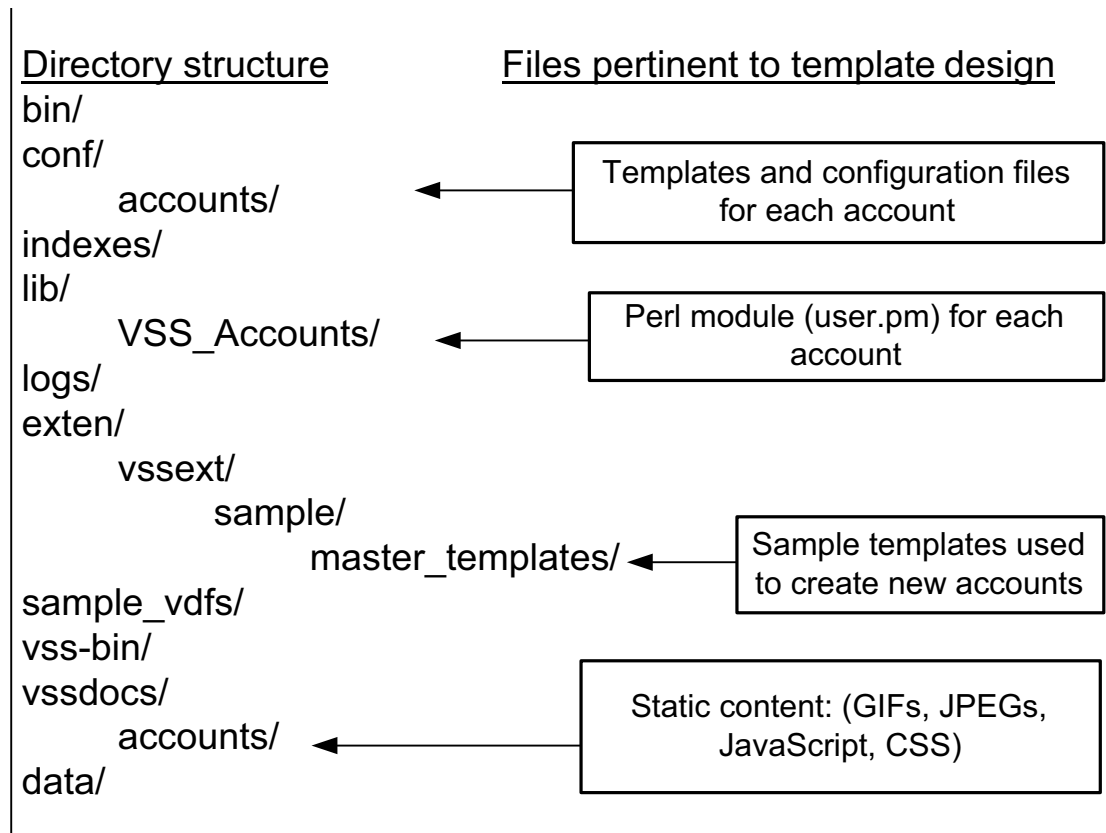 Directory structure
Files pertinent to template design
bin/
conf/
accounts/
Templates and configuration files
for each account
indexes/
lib/
VSS_Accounts/
Perl module (user.pm) for each
account
logs/
exten/
vssext/
sample/
master_templates/
Sample templates used
to create new accounts
sample_vdfs/
vss-bin/
vssdocs/
accounts/
Static content: (GIFs, JPEGs,
JavaScript, CSS)
data/